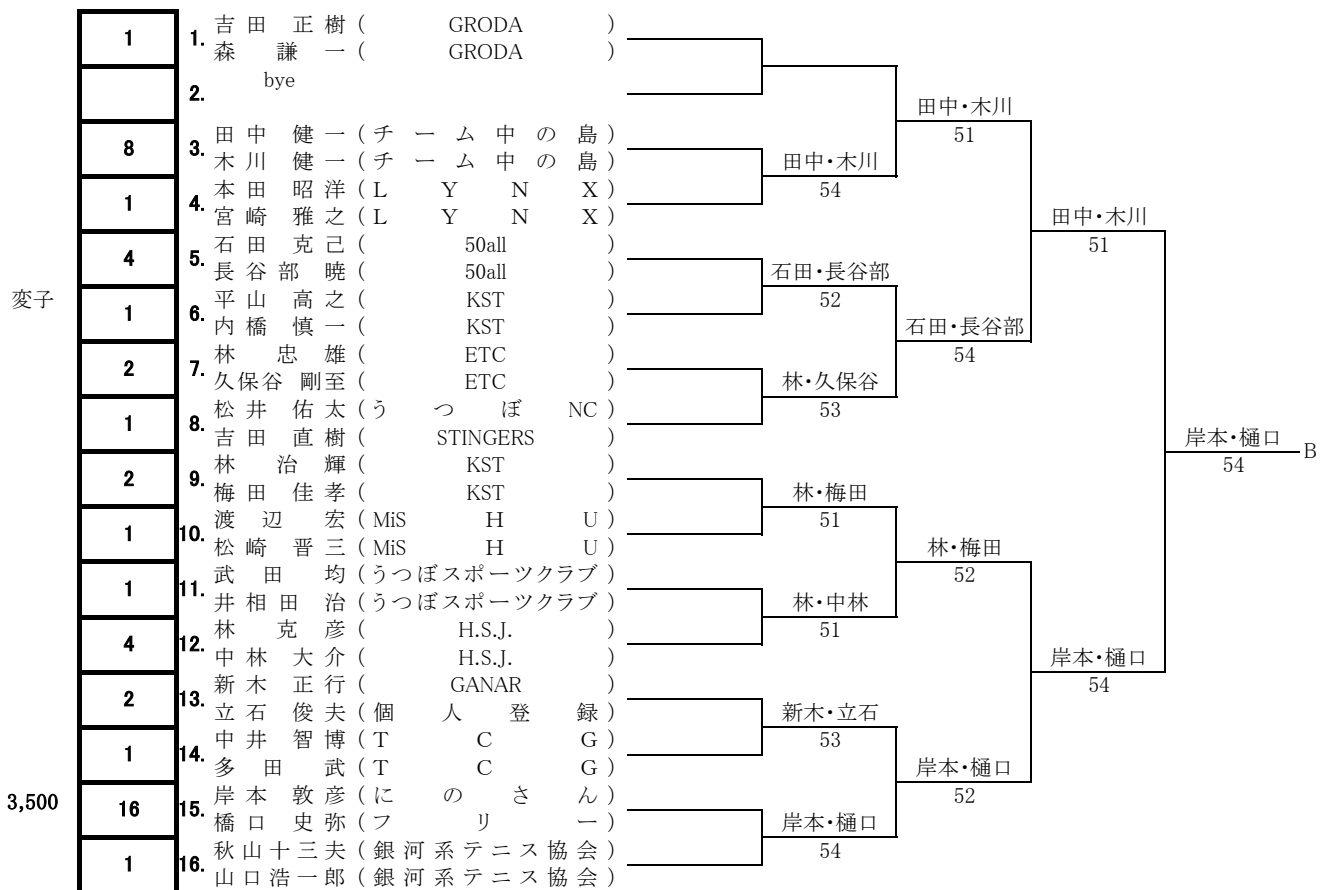 1 1. 吉田 正樹 ( GRODA )
森 謙一 ( GRODA )
2. bye
田中・木川
51
8 3. 田中 健一 (チーム中の島)
木川 健一 (チーム中の島)
田中・木川
54
1 4. 本田 昭洋 (LYNX)
宮崎 雅之 (LYNX)
田中・木川
51
4 5. 石田 克己 ( 50all )
長谷部 暁 ( 50all )
石田・長谷部
52
変子
1 6. 平山 高之 ( KST )
内橋 慎一 ( KST )
石田・長谷部
54
2 7. 林 忠雄 ( ETC )
久保谷 剛至 ( ETC )
林・久保谷
53
1 8. 松井 佑太 (うつぼNC)
吉田 直樹 ( STINGERS )
岸本・樋口 B
54
2 9. 林 治輝 ( KST )
梅田 佳孝 ( KST )
林・梅田
51
1 10. 渡辺 宏 (MiSHU)
松崎 晋三 (MiSHU)
林・梅田
52
1 11. 武田 均 (うつぼスポーツクラブ)
井相田 治 (うつぼスポーツクラブ)
林・中林
51
4 12. 林 克彦 ( H.S.J. )
中林 大介 ( H.S.J. )
岸本・樋口
54
2 13. 新木 正行 ( GANAR )
立石 俊夫 (個人登録)
新木・立石
53
1 14. 中井 智博 (TCG)
多田 武 (TCG)
岸本・樋口
52
3,500
16 15. 岸本 敦彦 (にのさん)
橋口 史弥 (フリー)
岸本・樋口
54
1 16. 秋山十三夫 (銀河系テニス協会)
山口浩一郎 (銀河系テニス協会)